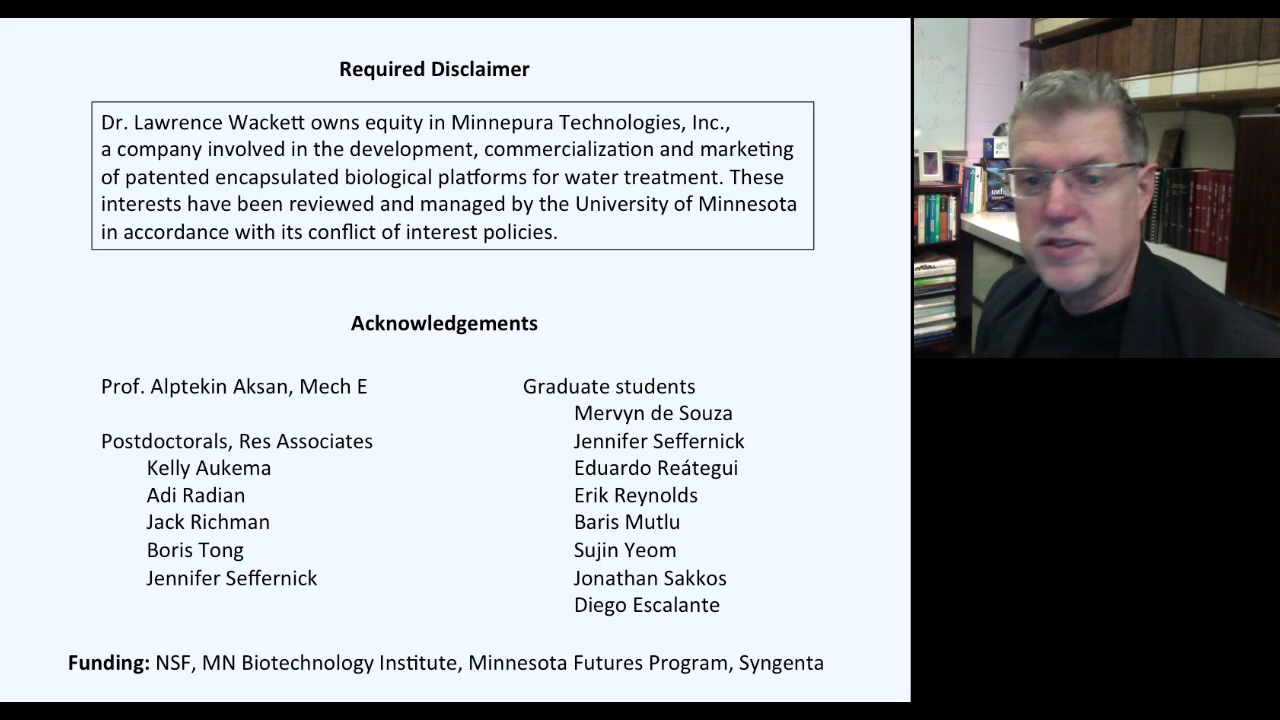 Required Disclaimer
Dr. Lawrence Wackett owns equity in Minnepura Technologies, Inc.,
a company involved in the development, commercialization and marketing
of patented encapsulated biological platforms for water treatment. These
interests have been reviewed and managed by the University of Minnesota
in accordance with its conflict of interest policies.
Acknowledgements
Prof. Alptekin Aksan, Mech E
Postdoctorals, Res Associates
Kelly Aukema
Adi Radian
Jack Richman
Boris Tong
Jennifer Seffernick
Graduate students
Mervyn de Souza
Jennifer Seffernick
Eduardo Reátegui
Erik Reynolds
Baris Mutlu
Sujin Yeom
Jonathan Sakkos
Diego Escalante
Funding: NSF, MN Biotechnology Institute, Minnesota Futures Program, Syngenta